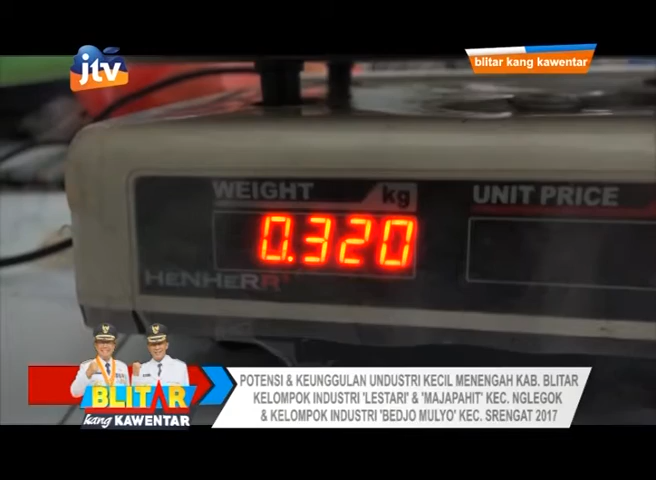 jtv
blitar kang kawentar
WEIGHT kg
UNIT PRICE
0.320
HENHERR
BLITAR
kang KAWENTAR
POTENSI & KEUNGGULAN UNDUSTRI KECIL MENENGAH KAB. BLITAR
KELOMPOK INDUSTRI 'LESTARI' & 'MAJAPAHIT' KEC. NGLEGOK
& KELOMPOK INDUSTRI 'BEDJO MULYO' KEC. SRENGAT 2017